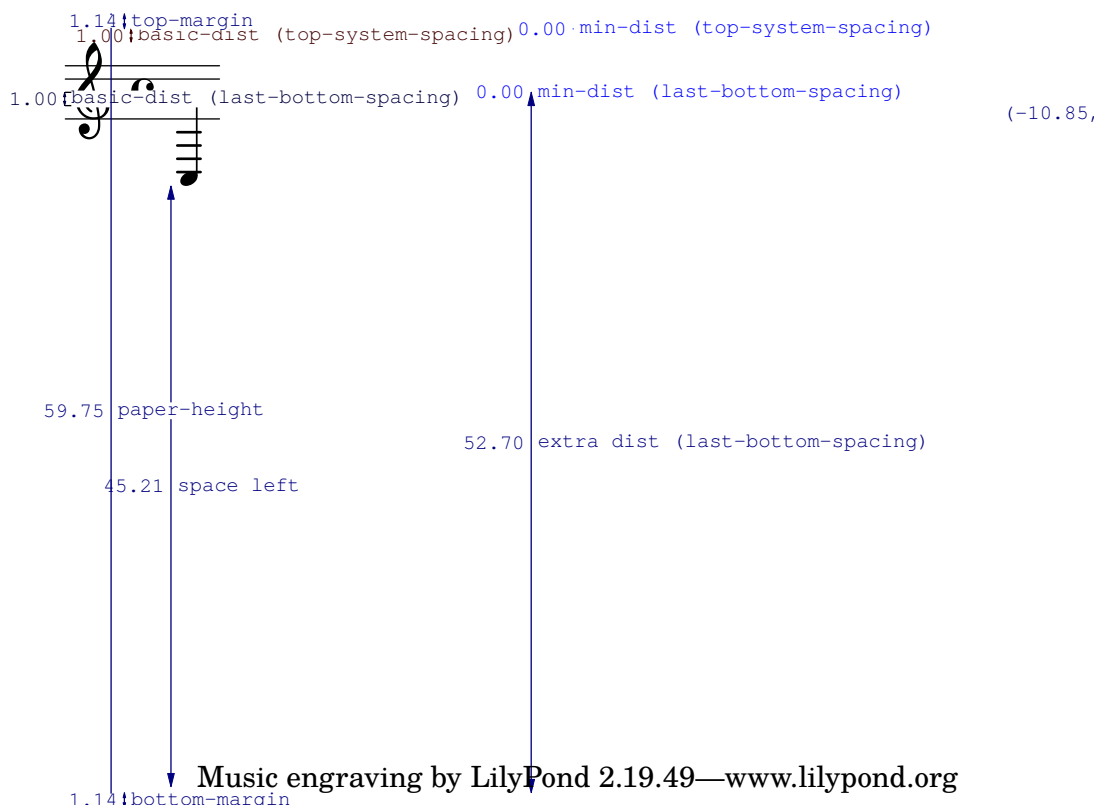 1.14 top-margin
1.00 basic-dist (top-system-spacing) 0.00 min-dist (top-system-spacing)
1.00 basic-dist (last-bottom-spacing) 0.00 min-dist (last-bottom-spacing)
(-10.85,
59.75 paper-height
52.70 extra dist (last-bottom-spacing)
45.21 space left
Music engraving by LilyPond 2.19.49—www.lilypond.org
1.14 bottom-margin